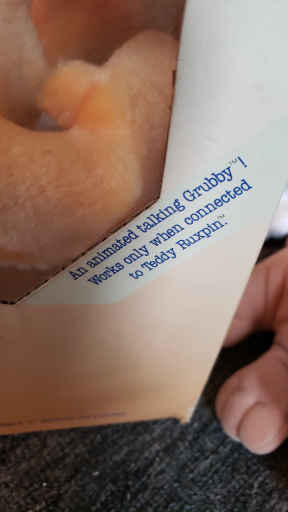 An animated talking Grubby™!
Works only when connected
to Teddy Ruxpin.™